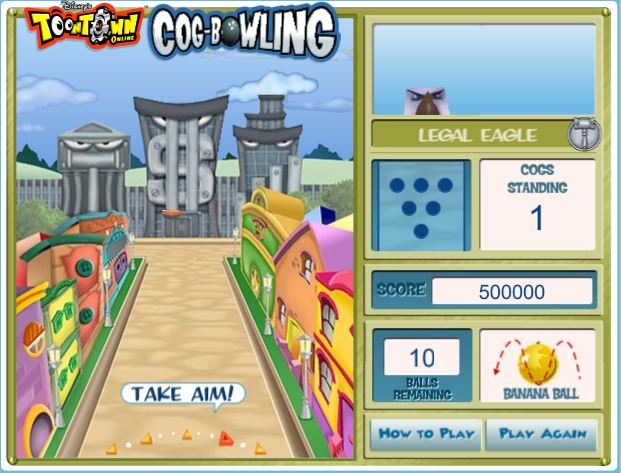 Disney's
TOONTOWN
ONLINE
COG-BOWLING
LEGAL EAGLE
COGS
STANDING
1
SCORE 500000
10
BALLS
REMAINING
BANANA BALL
TAKE AIM!
HOW TO PLAY
PLAY AGAIN